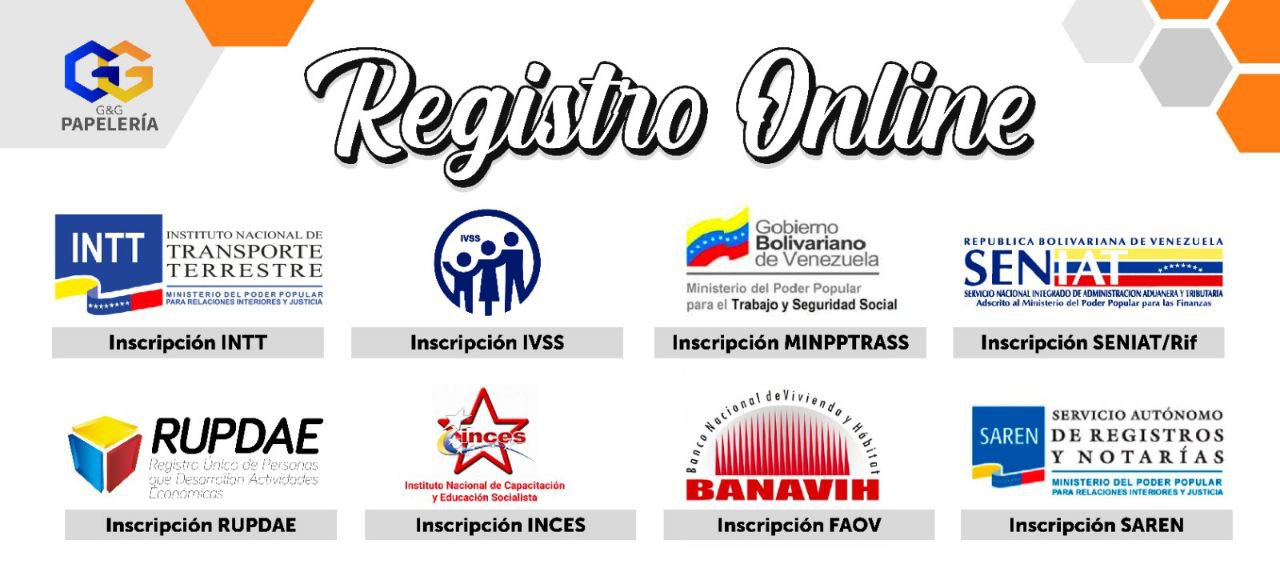 G&G
PAPELERÍA
Registro Online
INTT
INSTITUTO NACIONAL DE
TRANSPORTE
TERRESTRE
MINISTERIO DEL PODER POPULAR
PARA RELACIONES INTERIORES Y JUSTICIA
Inscripción INTT
IVSS
Inscripción IVSS
Gobierno
Bolivariano
de Venezuela
Ministerio del Poder Popular
para el Trabajo y Seguridad Social
Inscripción MINPPTRASS
REPUBLICA BOLIVARIANA DE VENEZUELA
SENIAT
SERVICIO NACIONAL INTEGRADO DE ADMINISTRACION ADUANERA Y TRIBUTARIA
Adscrito al Ministerio del Poder Popular para las Finanzas
Inscripción SENIAT/Rif
RUPDAE
Registro Unico de Personas
que Desarrollan Actividades
Económicas
Inscripción RUPDAE
inces
Instituto Nacional de Capacitación
y Educación Socialista
Inscripción INCES
Banco Nacional de Vivienda y Hábitat
BANAVIH
Inscripción FAOV
SAREN
SERVICIO AUTÓNOMO
DE REGISTROS
Y NOTARÍAS
MINISTERIO DEL PODER POPULAR
PARA RELACIONES INTERIORES Y JUSTICIA
Inscripción SAREN